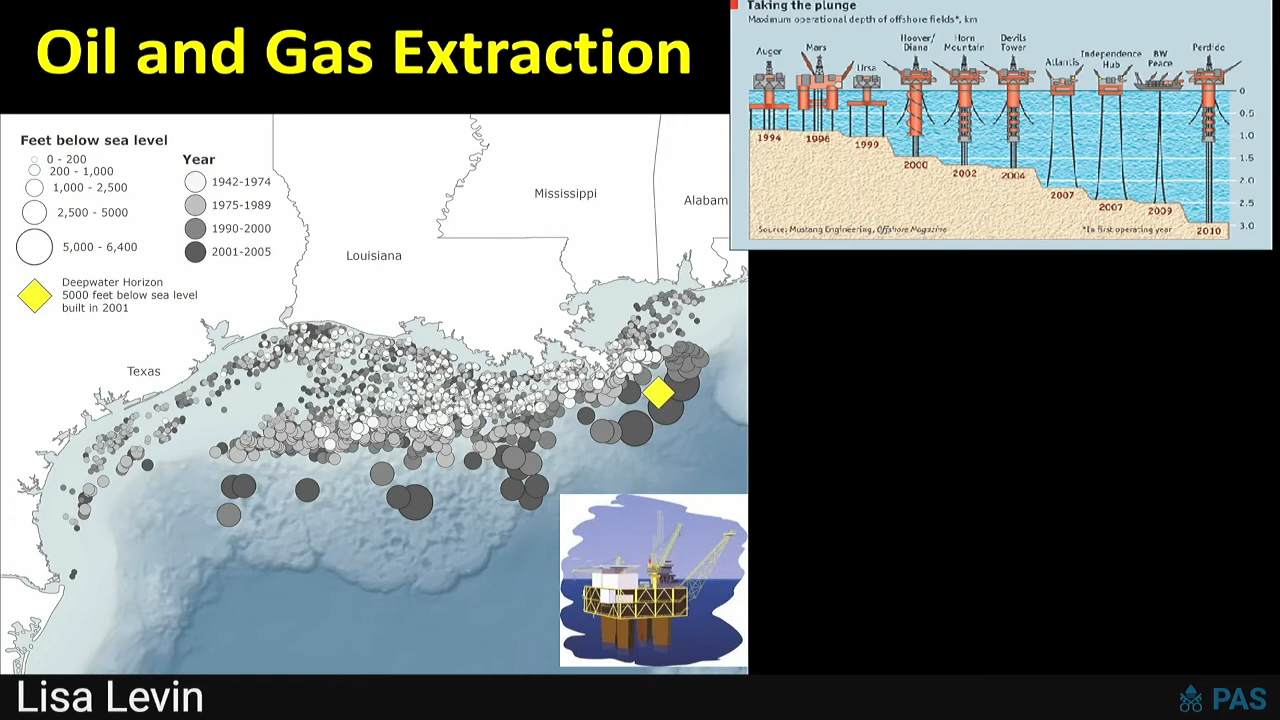 Oil and Gas Extraction
Taking the plunge
Maximum operational depth of offshore fields*, km
Auger
Mars
Ursa
Hoover/
Diana
Horn
Mountain
Devils
Tower
Atlantis
Independence
Hub
BW
Peace
Perdido
0
0.5
1.0
1.5
2.0
2.5
3.0
1994
1996
1999
2000
2002
2004
2007
2007
2009
2010
Source: Mustang Engineering, Offshore Magazine
*In first operating year
Feet below sea level
0 - 200
200 - 1,000
1,000 - 2,500
2,500 - 5000
5,000 - 6,400
Year
1942-1974
1975-1989
1990-2000
2001-2005
Deepwater Horizon
5000 feet below sea level
built in 2001
Mississippi
Alabam
Louisiana
Texas
Lisa Levin
PAS